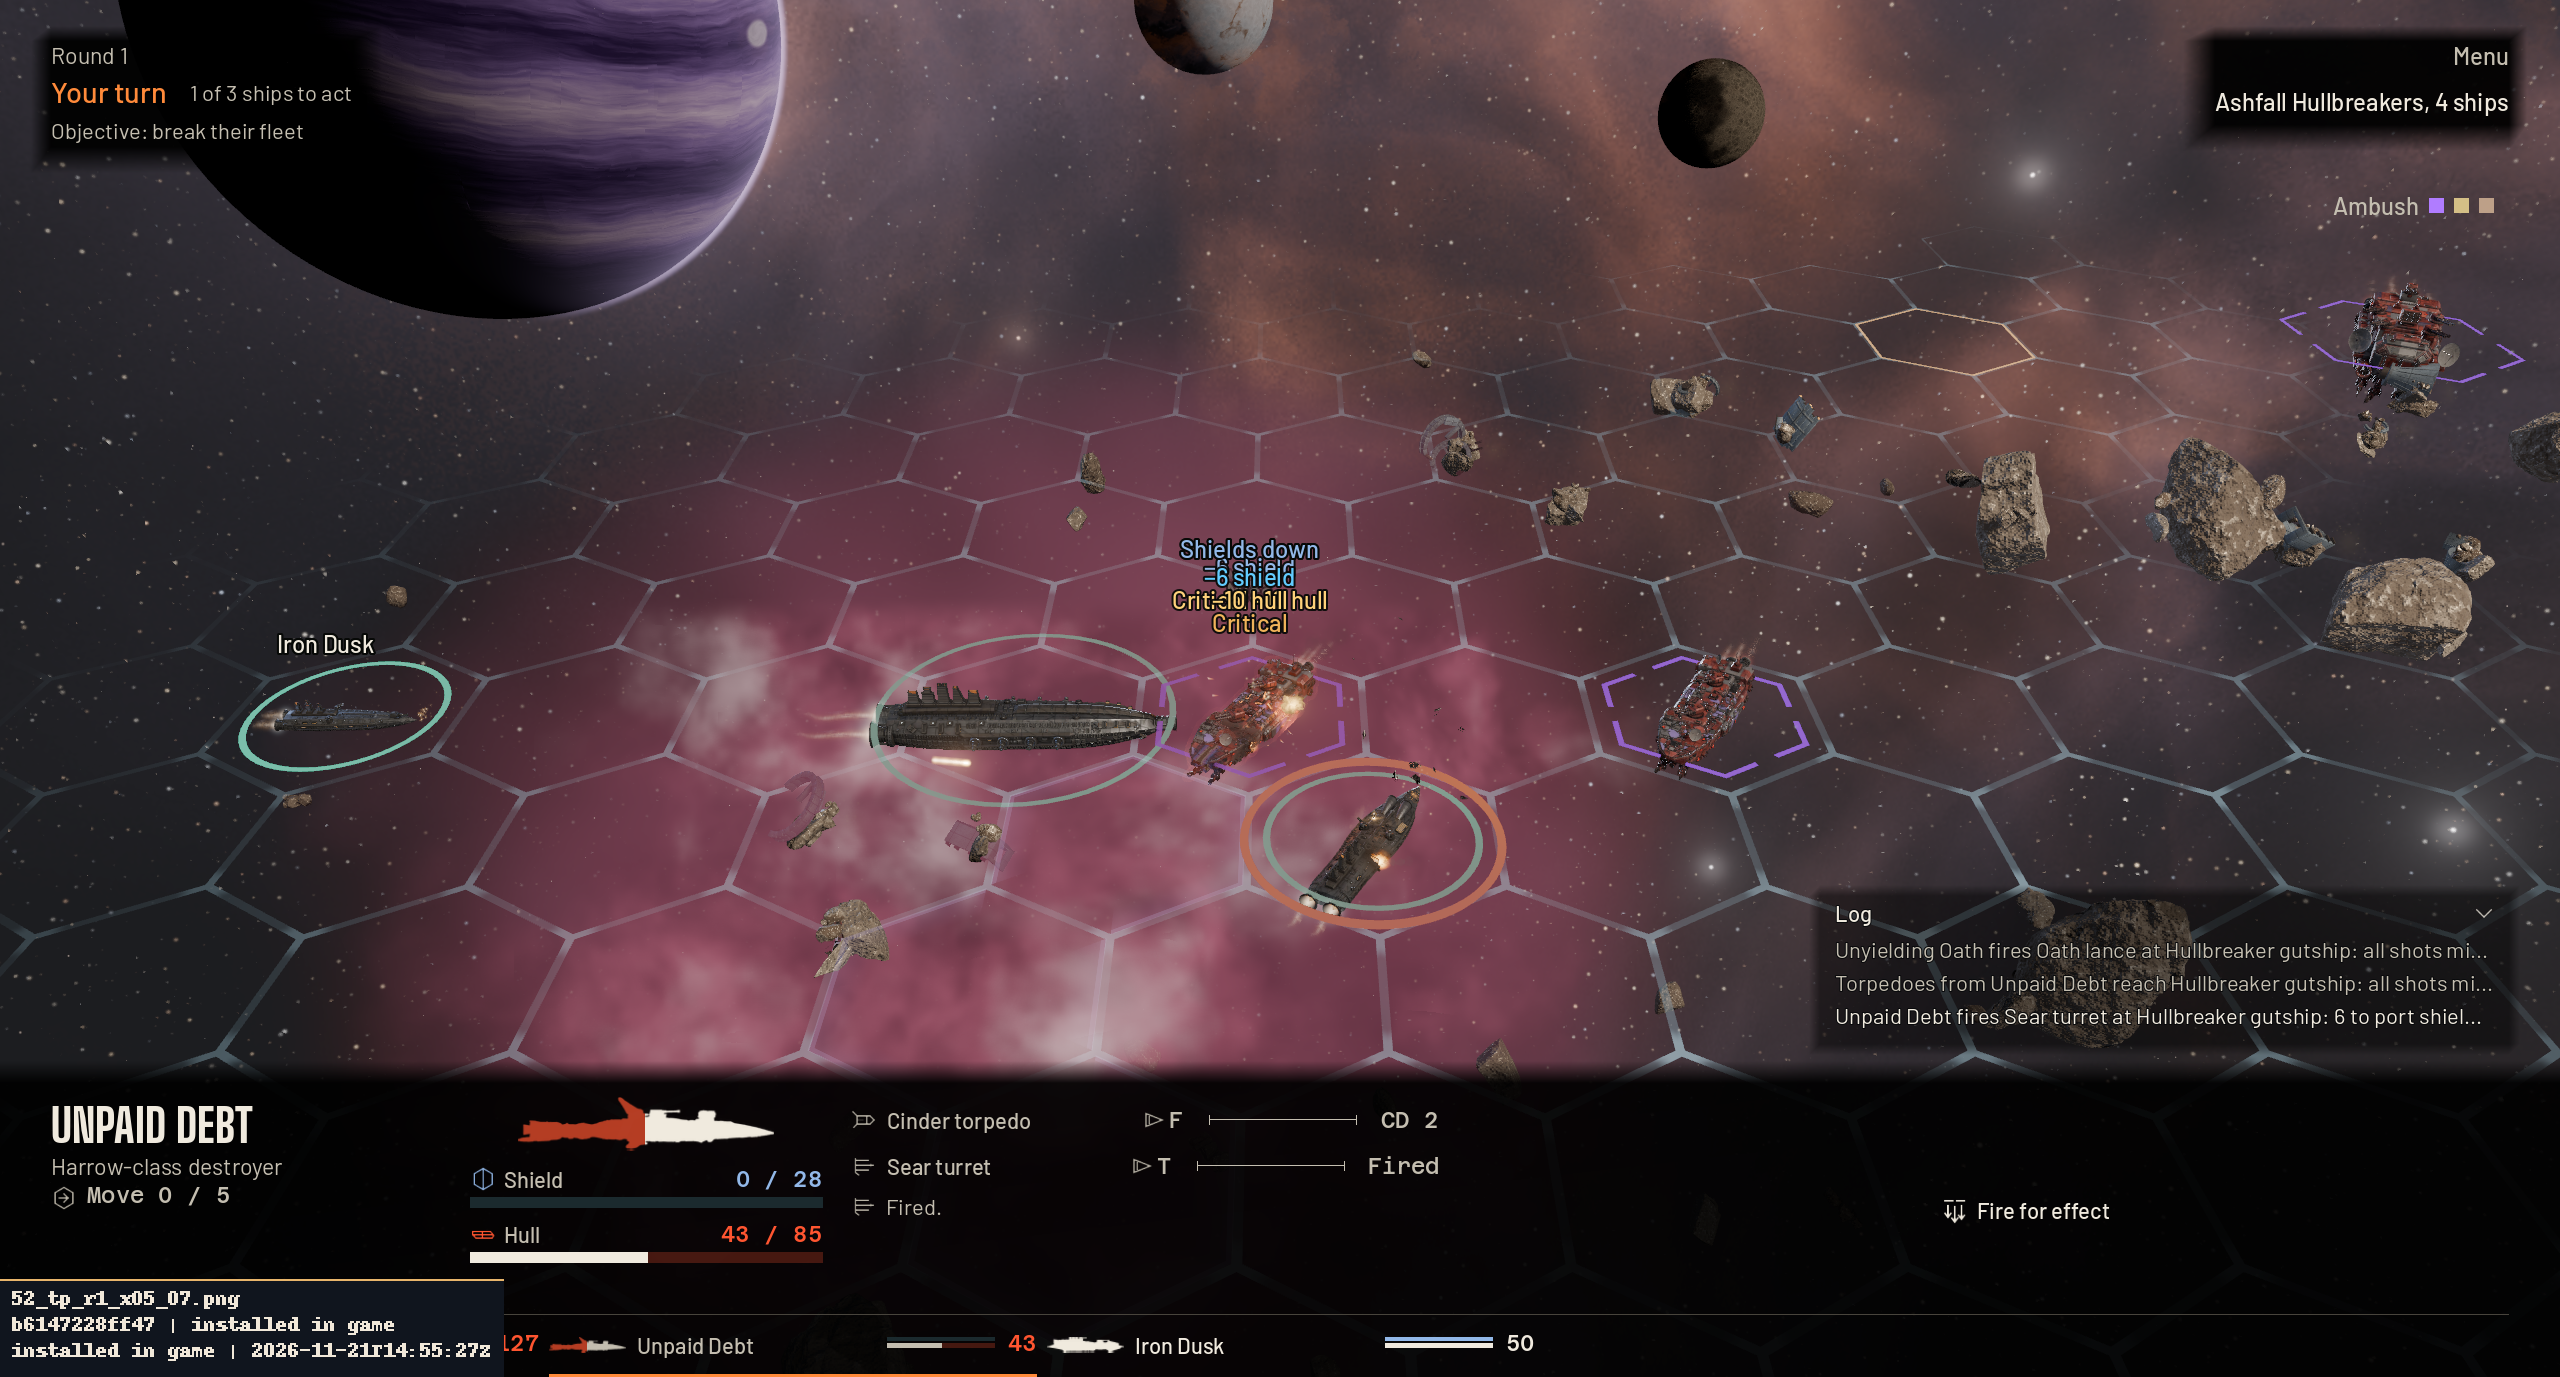 Round 1
Your turn 1 of 3 ships to act
Objective: break their fleet
Menu
Ashfall Hullbreakers, 4 ships
Ambush
Shields down
-6 shield
hull
Critical
Iron Dusk
Log
Unyielding Oath fires Oath lance at Hullbreaker gutship: all shots mi...
Torpedoes from Unpaid Debt reach Hullbreaker gutship: all shots mi...
Unpaid Debt fires Sear turret at Hullbreaker gutship: 6 to port shiel...
UNPAID DEBT
Harrow-class destroyer
Move 0 / 5
Shield 0 / 28
Hull 43 / 85
Cinder torpedo F CD 2
Sear turret T Fired
Fired.
Fire for effect
52_tp_r1_x05_07.png
b6147228ff47 | installed in game
installed in game | 2026-11-21r14:55:27z
127 Unpaid Debt 43 Iron Dusk 50